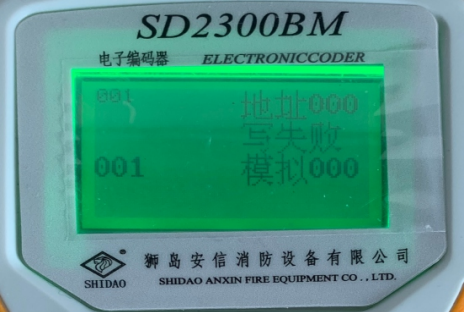 SD2300BM
电子编码器 ELECTRONICCODER
001 地址000
写失败
001 模拟000
SHIDAO
狮岛安信消防设备有限公司
SHIDAO ANXIN FIRE EQUIPMENT CO., LTD.